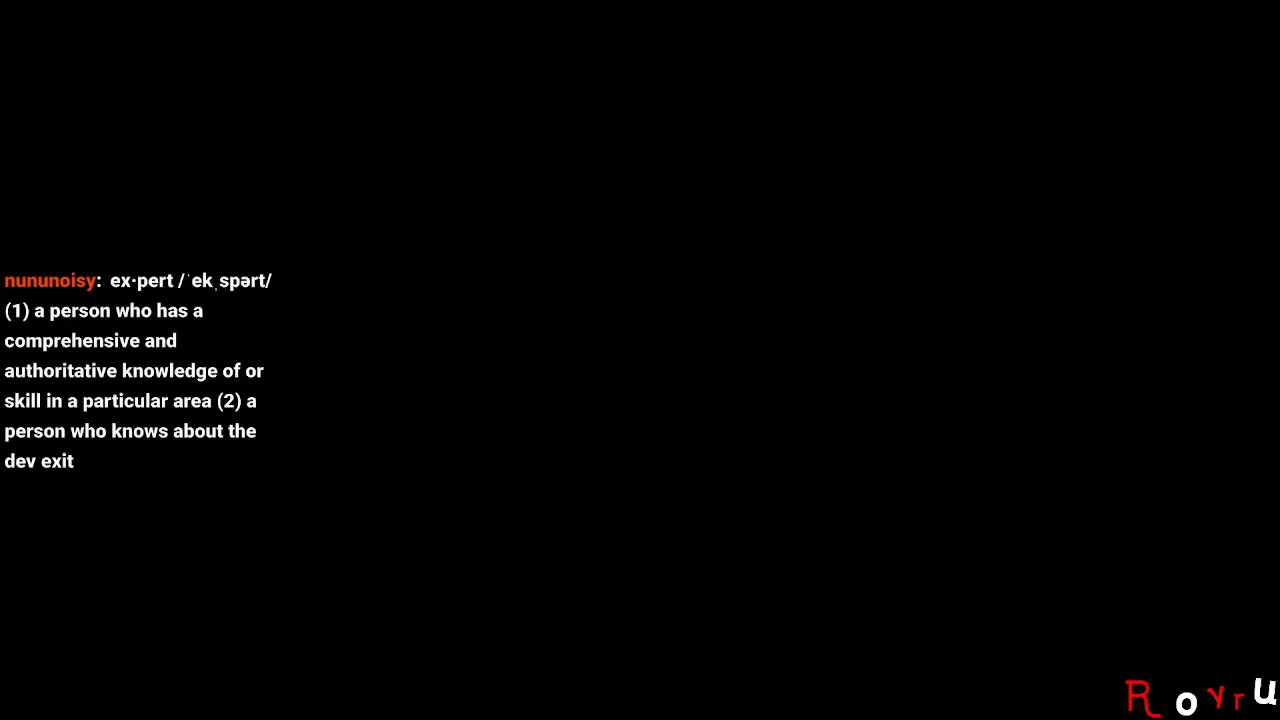 nununoisy: ex·pert /ˈekˌspərt/
(1) a person who has a
comprehensive and
authoritative knowledge of or
skill in a particular area (2) a
person who knows about the
dev exit
R o y r u